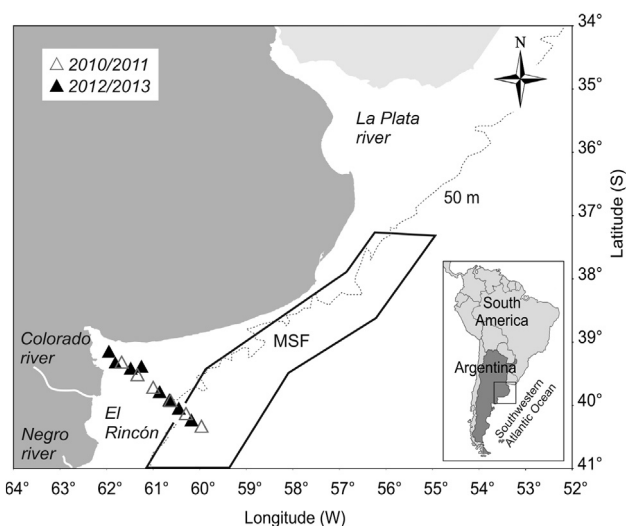 34°
2010/2011
2012/2013
N
35°
La Plata
river
36°
50 m
37°
Latitude (S)
38°
South
America
MSF
39°
Colorado
river
Argentina
El
Rincón
Southwestern
Atlantic Ocean
40°
Negro
river
41°
64° 63° 62° 61° 60° 59° 58° 57° 56° 55° 54° 53° 52°
Longitude (W)